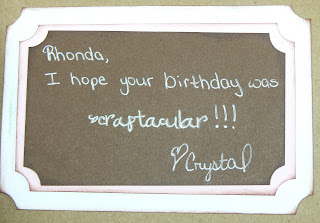 Rhonda,
I hope your birthday was
scraptacular!!!
♡Crystal